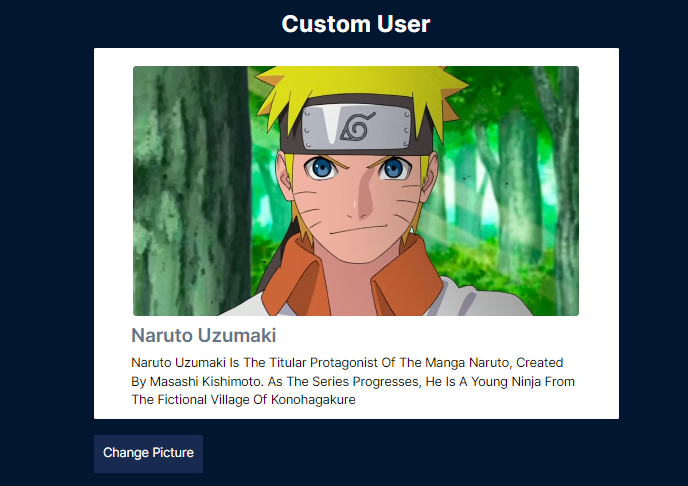 Custom User
Naruto Uzumaki
Naruto Uzumaki Is The Titular Protagonist Of The Manga Naruto, Created
By Masashi Kishimoto. As The Series Progresses, He Is A Young Ninja From
The Fictional Village Of Konohagakure
Change Picture